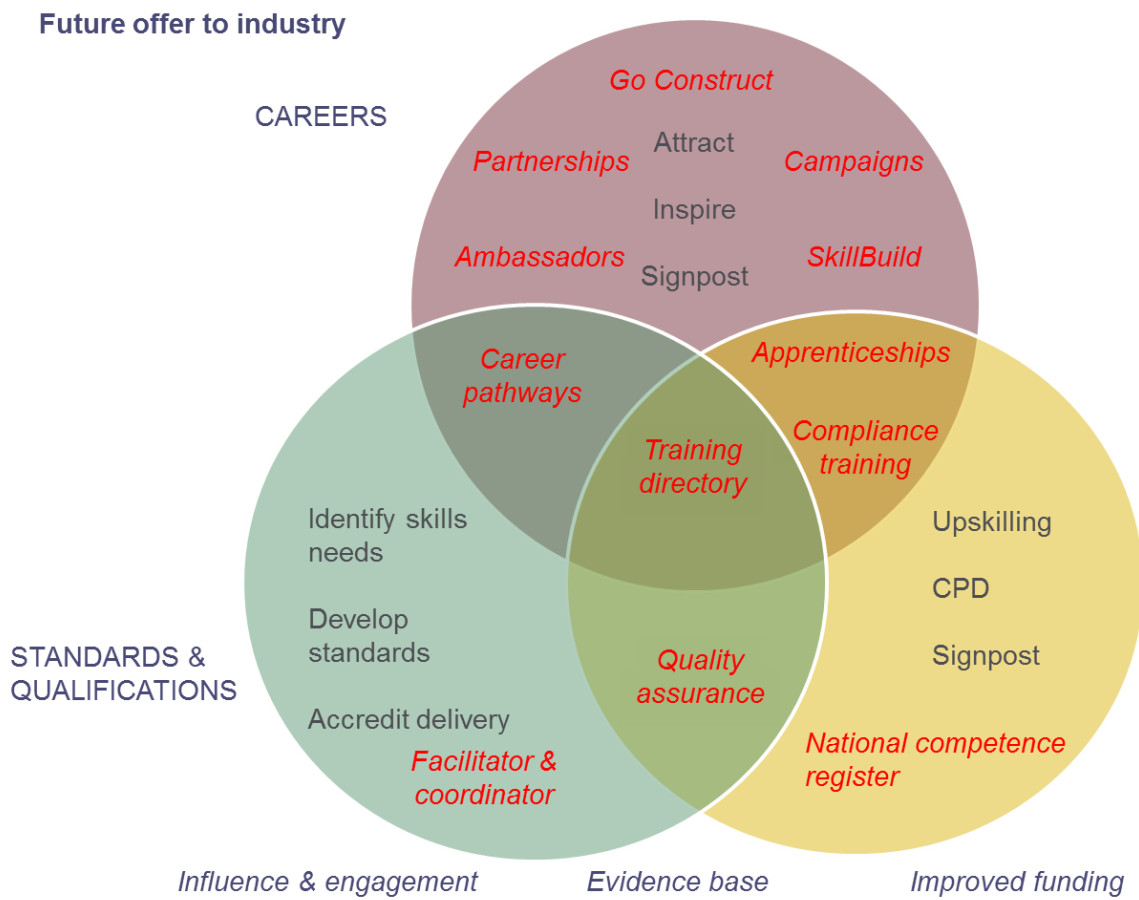 Future offer to industry
CAREERS
Go Construct
Attract
Partnerships
Campaigns
Inspire
Ambassadors
SkillBuild
Signpost
Career
pathways
Apprenticeships
Compliance
training
Training
directory
Identify skills
needs
Develop
standards
Accredit delivery
Facilitator &
coordinator
STANDARDS &
QUALIFICATIONS
Quality
assurance
Upskilling
CPD
Signpost
National competence
register
Influence & engagement
Evidence base
Improved funding